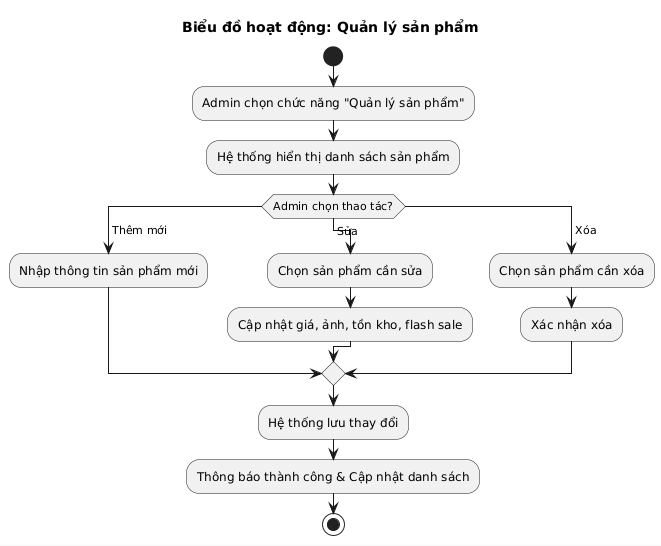 Biểu đồ hoạt động: Quản lý sản phẩm
Admin chọn chức năng "Quản lý sản phẩm"
Hệ thống hiển thị danh sách sản phẩm
Admin chọn thao tác?
Thêm mới
Sửa
Xóa
Nhập thông tin sản phẩm mới
Chọn sản phẩm cần sửa
Chọn sản phẩm cần xóa
Cập nhật giá, ảnh, tồn kho, flash sale
Xác nhận xóa
Hệ thống lưu thay đổi
Thông báo thành công & Cập nhật danh sách